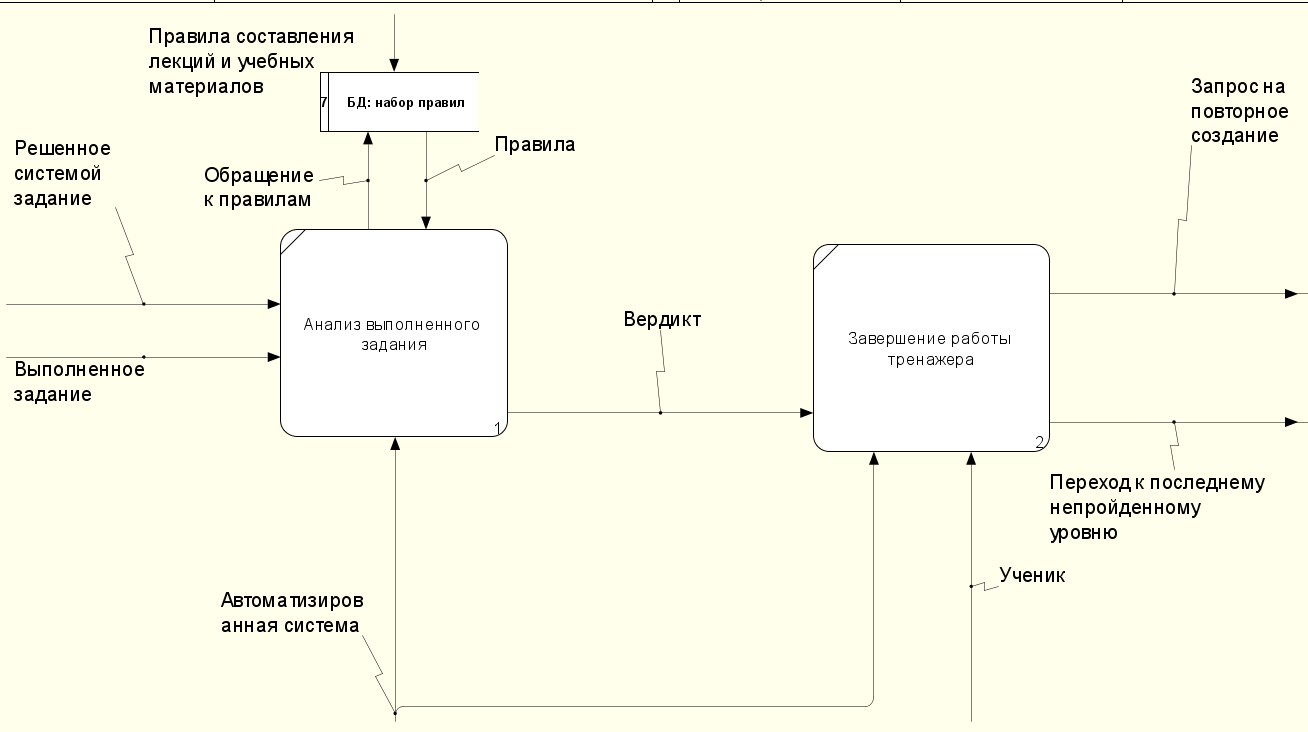 Правила составления
лекций и учебных
материалов
7
БД: набор правил
Запрос на
повторное
создание
Решенное
системой
задание
Правила
Обращение
к правилам
Анализ выполненного
задания
1
Вердикт
Завершение работы
тренажера
2
Выполненное
задание
Переход к последнему
непройденному
уровню
Ученик
Автоматизиров
анная система